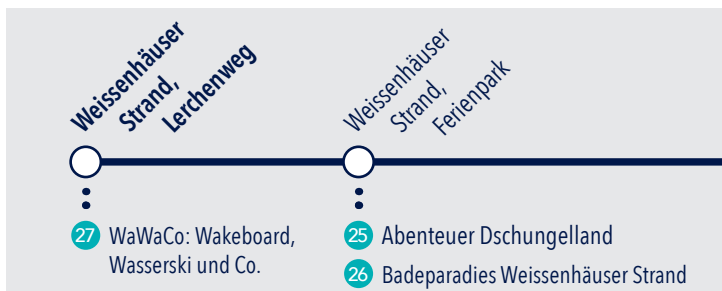 Weissenhäuser
Strand,
Lerchenweg
Weissenhäuser
Strand,
Ferienpark
27 WaWaCo: Wakeboard,
Wasserski und Co.
25 Abenteuer Dschungelland
26 Badeparadies Weissenhäuser Strand